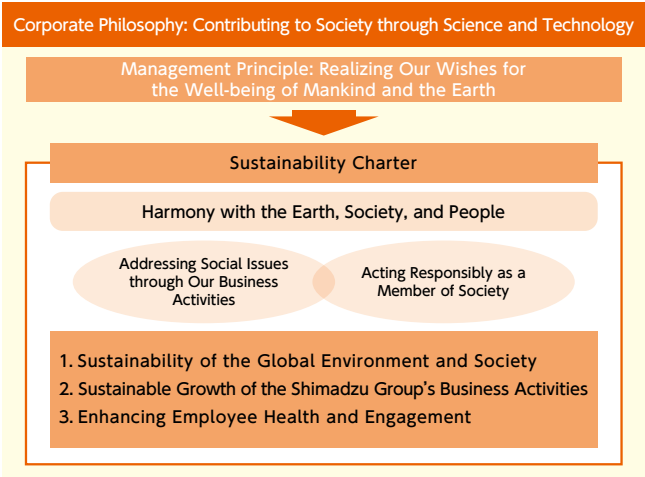 Corporate Philosophy: Contributing to Society through Science and Technology
Management Principle: Realizing Our Wishes for
the Well-being of Mankind and the Earth
Sustainability Charter
Harmony with the Earth, Society, and People
Addressing Social Issues
through Our Business
Activities
Acting Responsibly as a
Member of Society
1. Sustainability of the Global Environment and Society
2. Sustainable Growth of the Shimadzu Group’s Business Activities
3. Enhancing Employee Health and Engagement